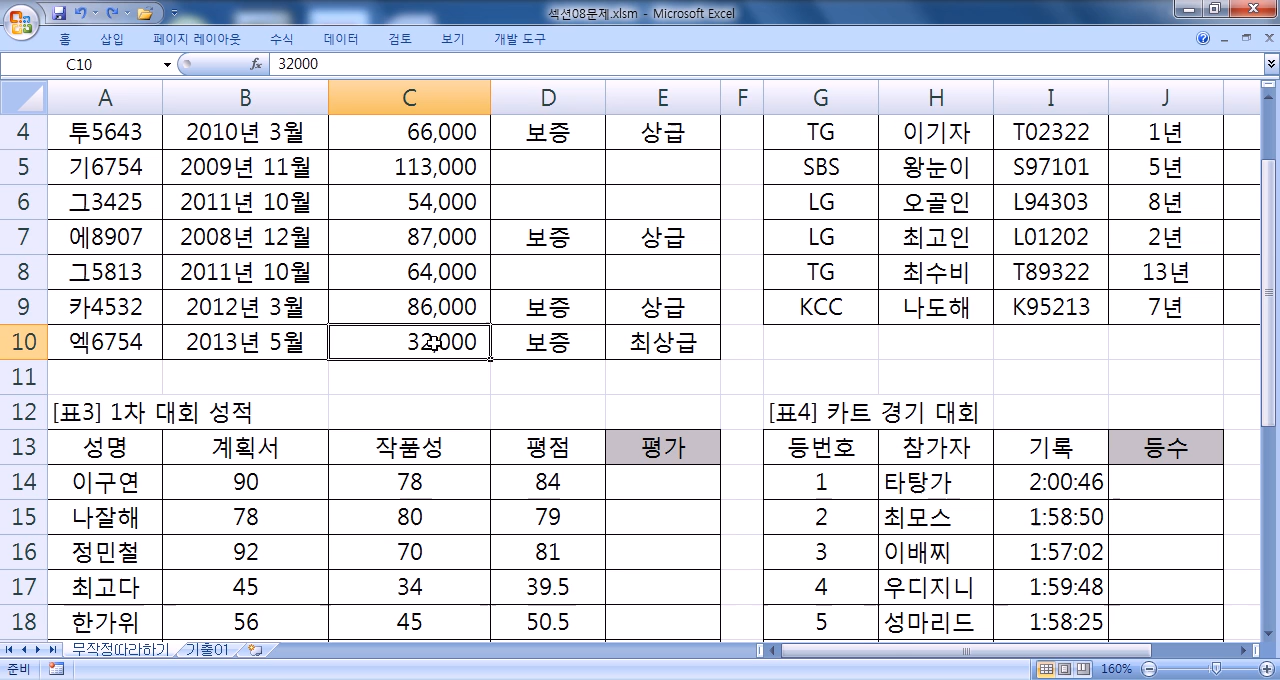 섹션08문제.xlsm - Microsoft Excel
홈 삽입 페이지 레이아웃 수식 데이터 검토 보기 개발 도구
C10 fx 32000
A B C D E F G H I J
4 투5643 2010년 3월 66,000 보증 상급 TG 이기자 T02322 1년
5 기6754 2009년 11월 113,000 SBS 왕눈이 S97101 5년
6 그3425 2011년 10월 54,000 LG 오골인 L94303 8년
7 에8907 2008년 12월 87,000 보증 상급 LG 최고인 L01202 2년
8 그5813 2011년 10월 64,000 TG 최수비 T89322 13년
9 카4532 2012년 3월 86,000 보증 상급 KCC 나도해 K95213 7년
10 엑6754 2013년 5월 32,000 보증 최상급
11
12 [표3] 1차 대회 성적 [표4] 카트 경기 대회
13 성명 계획서 작품성 평점 평가 등번호 참가자 기록 등수
14 이구연 90 78 84 1 타탕가 2:00:46
15 나잘해 78 80 79 2 최모스 1:58:50
16 정민철 92 70 81 3 이배찌 1:57:02
17 최고다 45 34 39.5 4 우디지니 1:59:48
18 한가위 56 45 50.5 5 성마리드 1:58:25
무작정따라하기 기출01
준비 160%